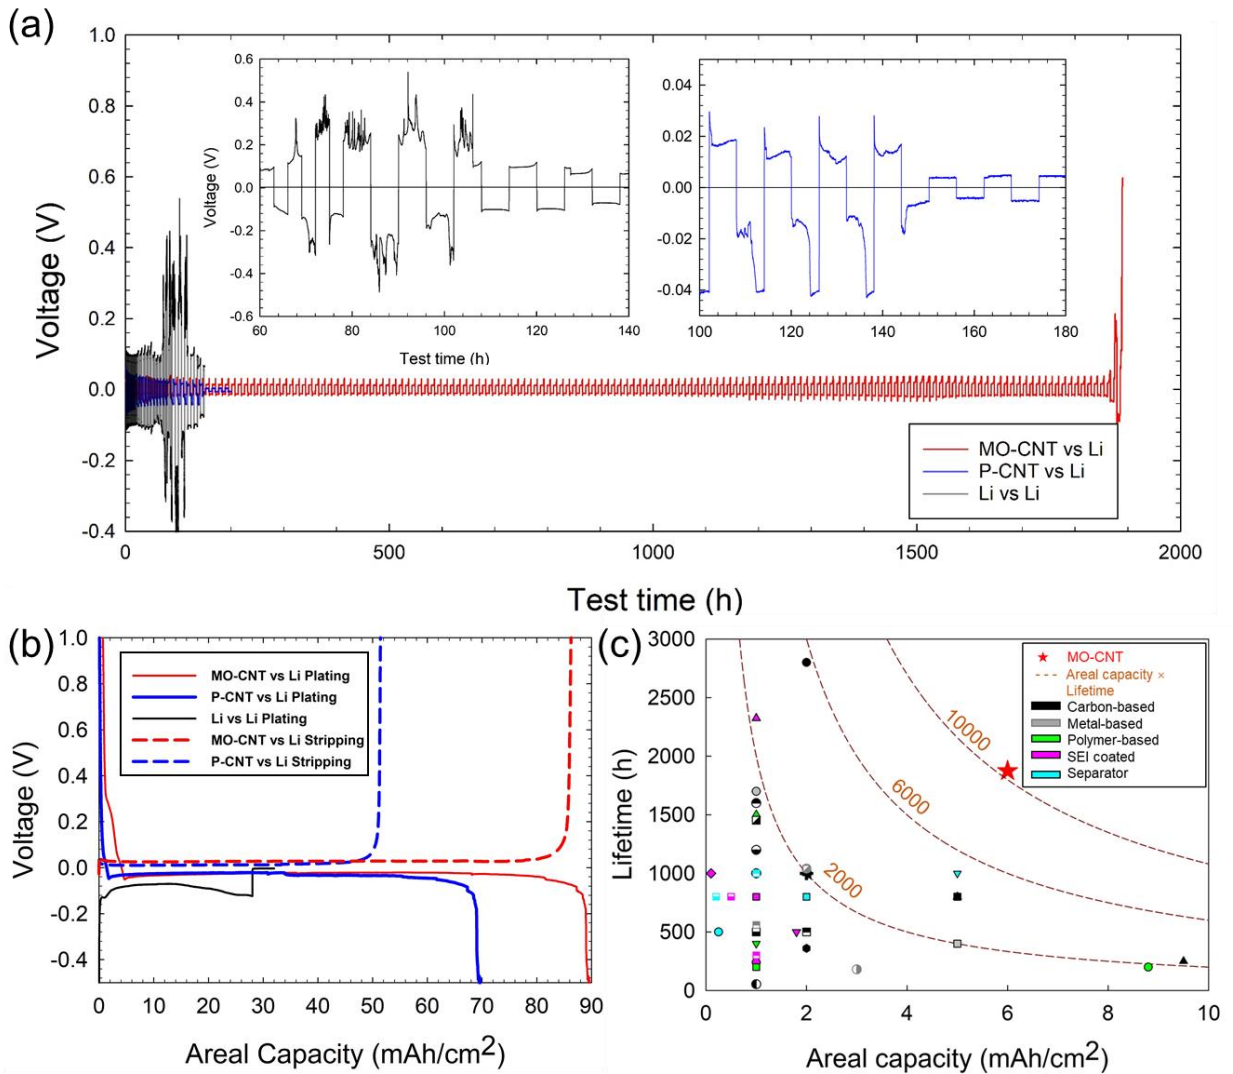 (a)
1.0
0.8
0.6
0.4
0.2
0.0
-0.2
-0.4
Voltage (V)
0 500 1000 1500 2000
Test time (h)
0.6
0.4
0.2
0.0
-0.2
-0.4
-0.6
Voltage (V)
60 80 100 120 140
Test time (h)
0.04
0.02
0.00
-0.02
-0.04
100 120 140 160 180
MO-CNT vs Li
P-CNT vs Li
Li vs Li
(b)
1.0
0.8
0.6
0.4
0.2
0.0
-0.2
-0.4
Voltage (V)
MO-CNT vs Li Plating
P-CNT vs Li Plating
Li vs Li Plating
MO-CNT vs Li Stripping
P-CNT vs Li Stripping
0 10 20 30 40 50 60 70 80 90
Areal Capacity (mAh/cm2)
(c)
3000
2500
2000
1500
1000
500
0
Lifetime (h)
10000
6000
2000
MO-CNT
Areal capacity ×
Lifetime
Carbon-based
Metal-based
Polymer-based
SEI coated
Separator
0 2 4 6 8 10
Areal capacity (mAh/cm2)